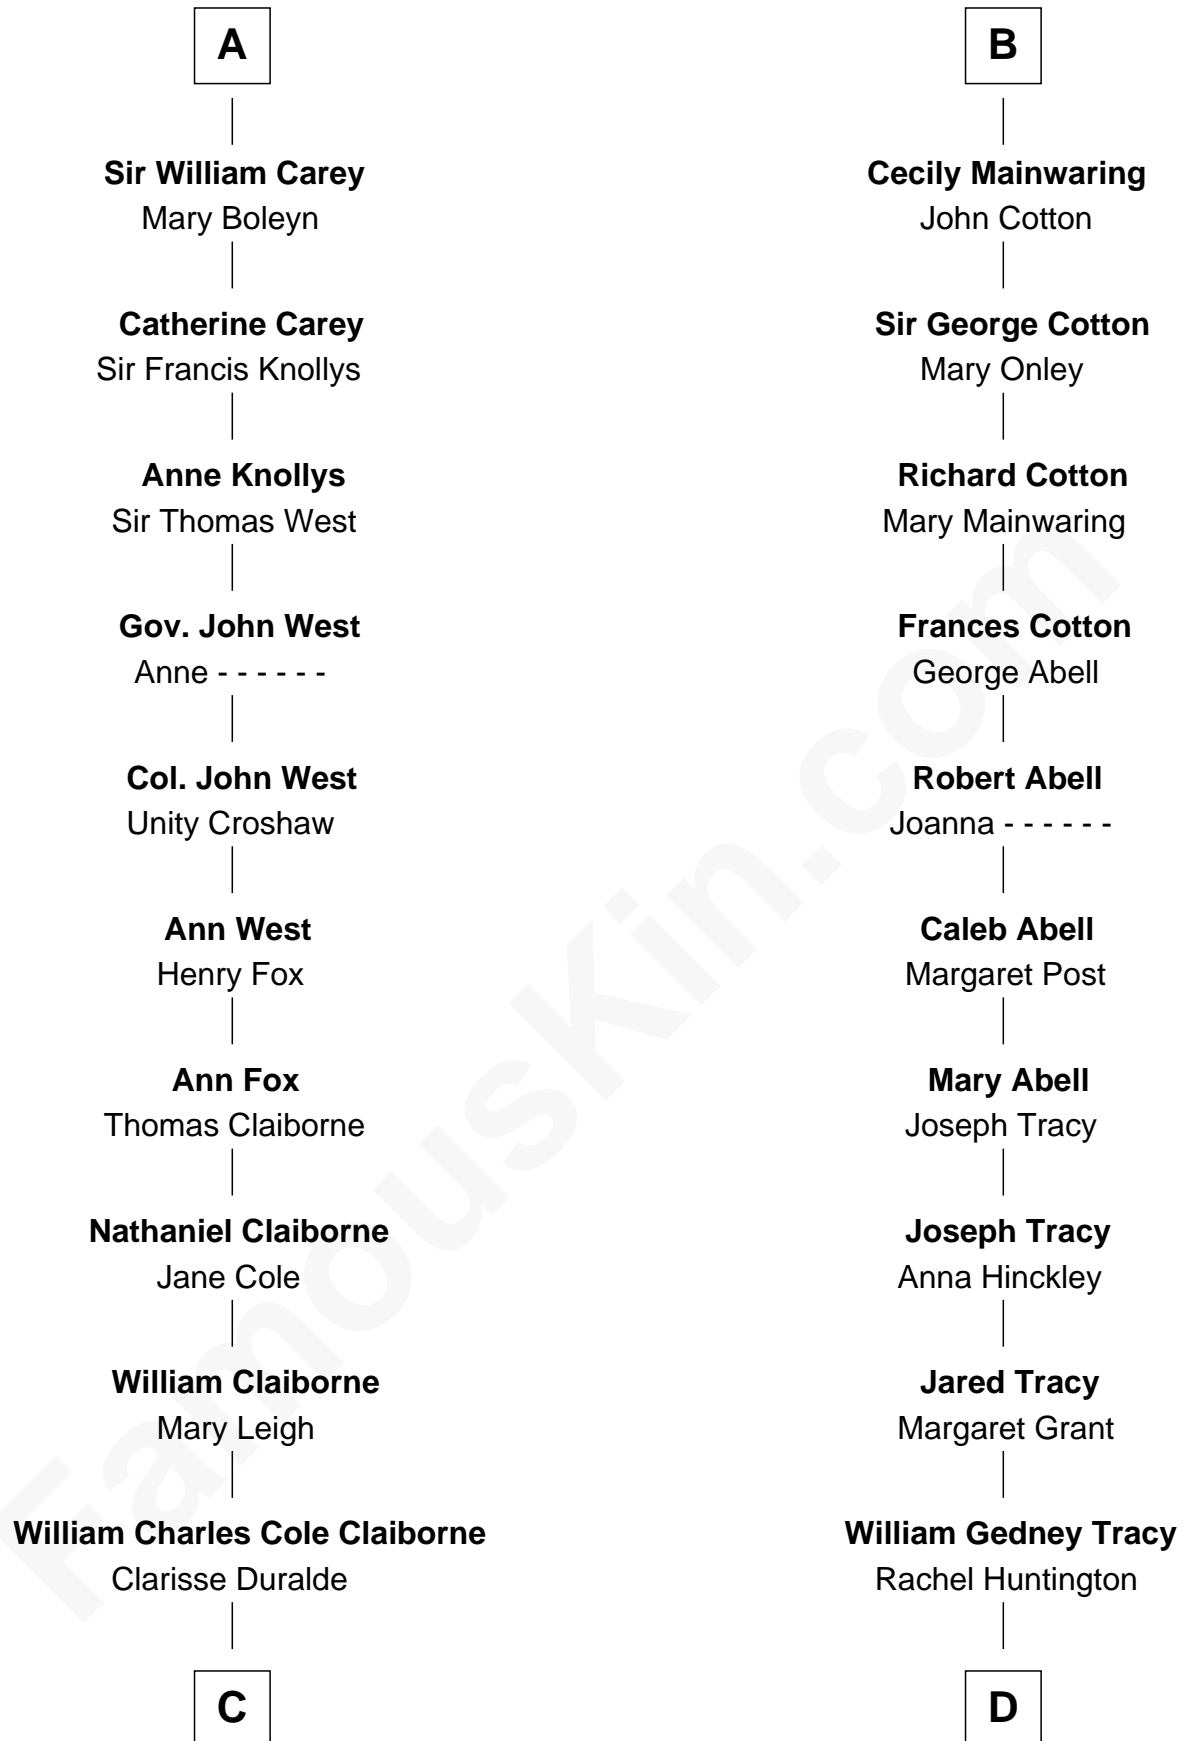 A
Sir William Carey
Mary Boleyn
Catherine Carey
Sir Francis Knollys
Anne Knollys
Sir Thomas West
Gov. John West
Anne - - - - - -
Col. John West
Unity Croshaw
Ann West
Henry Fox
Ann Fox
Thomas Claiborne
Nathaniel Claiborne
Jane Cole
William Claiborne
Mary Leigh
William Charles Cole Claiborne
Clarisse Duralde
C
B
Cecily Mainwaring
John Cotton
Sir George Cotton
Mary Onley
Richard Cotton
Mary Mainwaring
Frances Cotton
George Abell
Robert Abell
Joanna - - - - - -
Caleb Abell
Margaret Post
Mary Abell
Joseph Tracy
Joseph Tracy
Anna Hinckley
Jared Tracy
Margaret Grant
William Gedney Tracy
Rachel Huntington
D
FamousKin.com